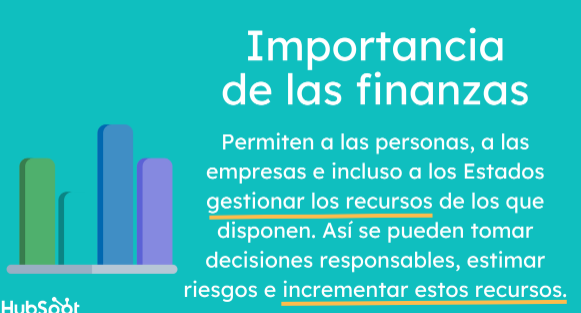 Importancia
de las finanzas
Permiten a las personas, a las
empresas e incluso a los Estados
gestionar los recursos de los que
disponen. Así se pueden tomar
decisiones responsables, estimar
riesgos e incrementar estos recursos.
HubSpot